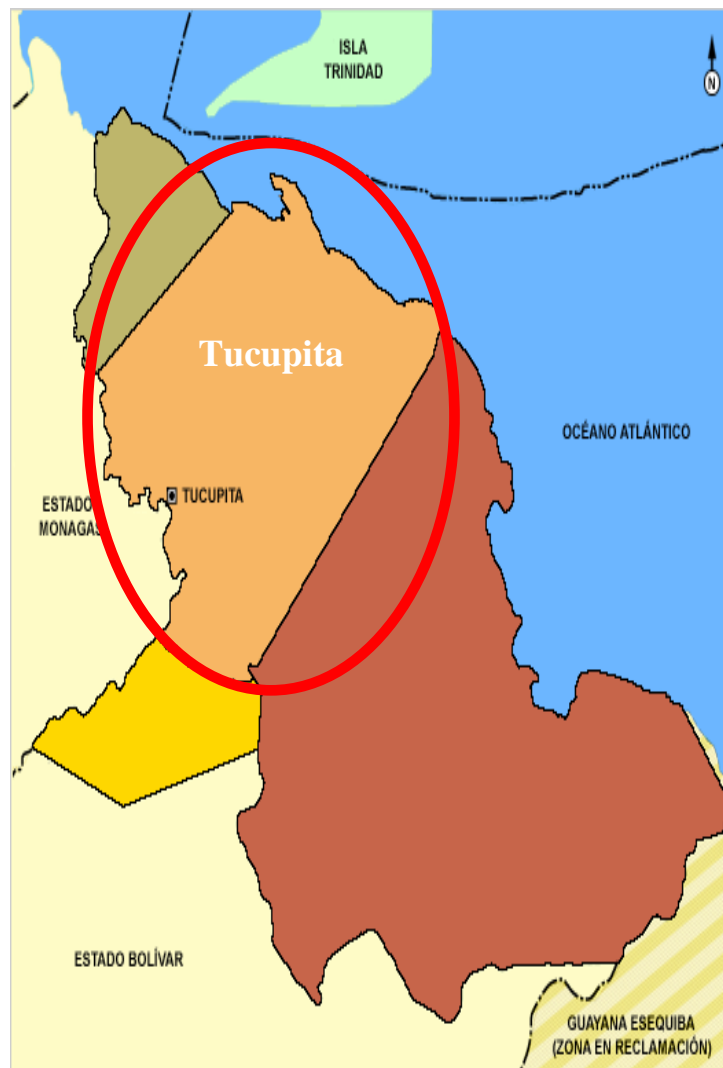 ISLA
TRINIDAD
N
Tucupita
OCÉANO ATLÁNTICO
TUCUPITA
ESTADO
MONAGAS
ESTADO BOLÍVAR
GUAYANA ESEQUIBA
(ZONA EN RECLAMACIÓN)